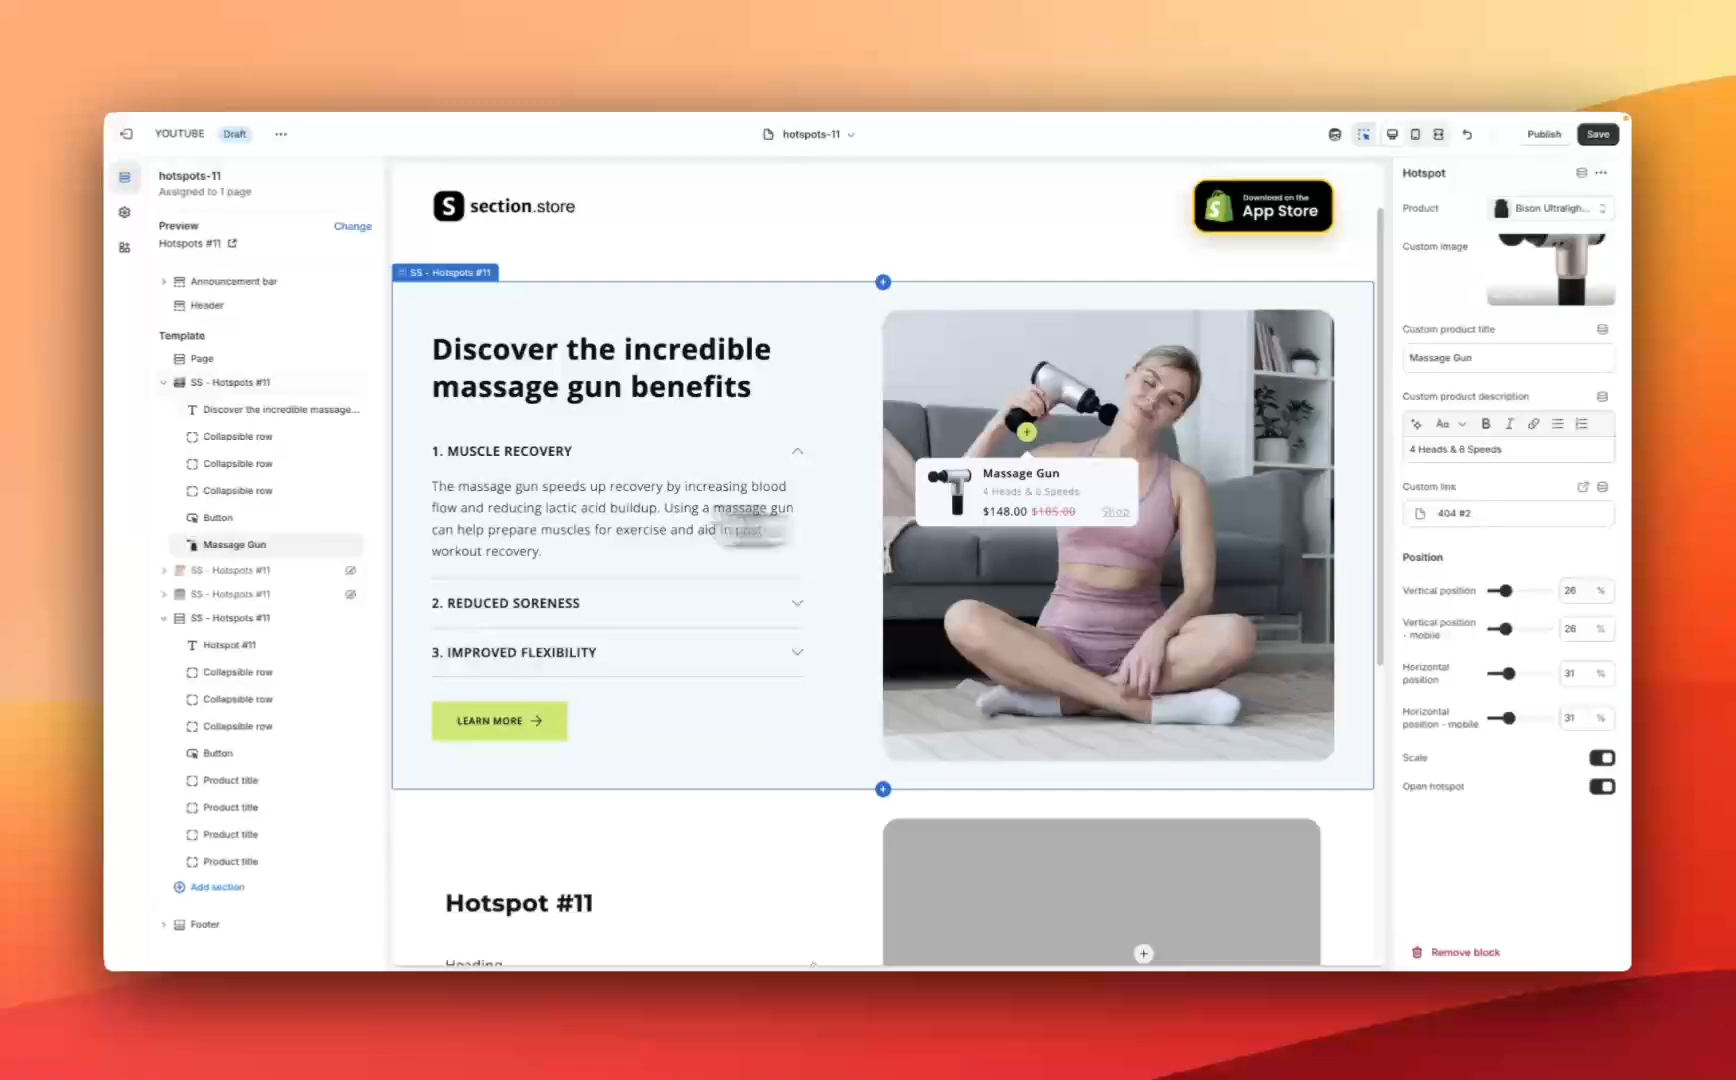 YOUTUBE
Draft
hotspots-11
Publish
Save
hotspots-11
Assigned to 1 page
Preview
Change
Hotspots #11
Announcement bar
Header
Template
Page
SS - Hotspots #11
Discover the incredible massage...
Collapsible row
Collapsible row
Collapsible row
Button
Massage Gun
SS - Hotspots #11
SS - Hotspots #11
SS - Hotspots #11
Hotspot #11
Collapsible row
Collapsible row
Collapsible row
Button
Product title
Product title
Product title
Product title
Add section
Footer
S section.store
Download on the
App Store
SS - Hotspots #11
Discover the incredible
massage gun benefits
1. MUSCLE RECOVERY
The massage gun speeds up recovery by increasing blood
flow and reducing lactic acid buildup. Using a massage gun
can help prepare muscles for exercise and aid in post-
workout recovery.
2. REDUCED SORENESS
3. IMPROVED FLEXIBILITY
LEARN MORE
Massage Gun
4 Heads & 6 Speeds
$148.00 $185.00 Shop
Hotspot #11
Heading
Hotspot
Product
Bison Ultraligh...
Custom image
Custom product title
Massage Gun
Custom product description
Aa B I
4 Heads & 6 Speeds
Custom link
404 #2
Position
Vertical position 26 %
Vertical position
- mobile 26 %
Horizontal
position 31 %
Horizontal
position - mobile 31 %
Scale
Open hotspot
Remove block